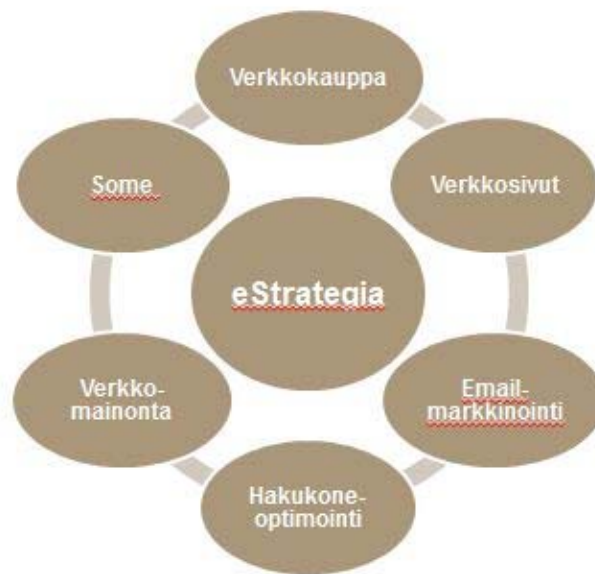 Verkkokauppa
Some
Verkkosivut
eStrategia
Verkko-
mainonta
Email-
markkinointi
Hakukone-
optimointi